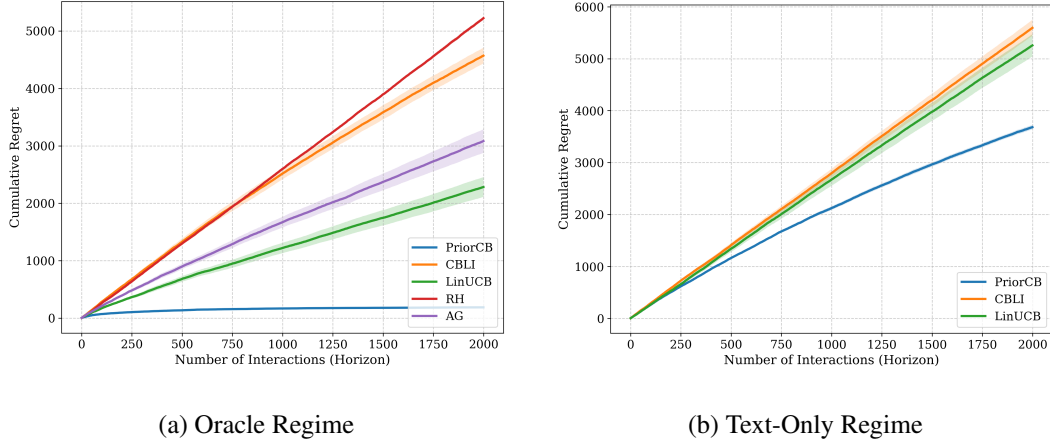 5000
4000
3000
2000
1000
0
Cumulative Regret
PriorCB
CBLI
LinUCB
RH
AG
0 250 500 750 1000 1250 1500 1750 2000
Number of Interactions (Horizon)
(a) Oracle Regime
6000
5000
4000
3000
2000
1000
0
Cumulative Regret
PriorCB
CBLI
LinUCB
0 250 500 750 1000 1250 1500 1750 2000
Number of Interactions (Horizon)
(b) Text-Only Regime